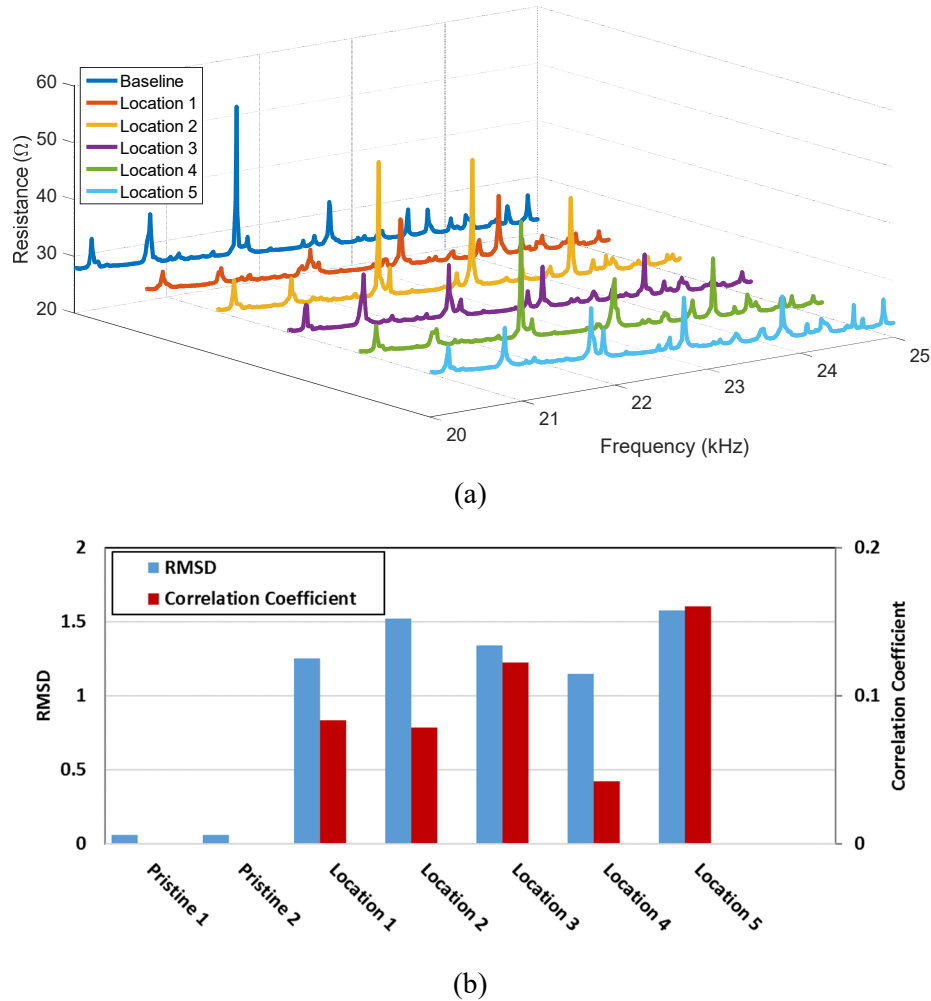 60
50
40
30
20
Resistance (Ω)
Baseline
Location 1
Location 2
Location 3
Location 4
Location 5
20
21
22
23
24
25
Frequency (kHz)
(a)
2
1.5
1
0.5
0
RMSD
RMSD
Correlation Coefficient
0.2
0.1
0
Correlation Coefficient
Pristine 1
Pristine 2
Location 1
Location 2
Location 3
Location 4
Location 5
(b)